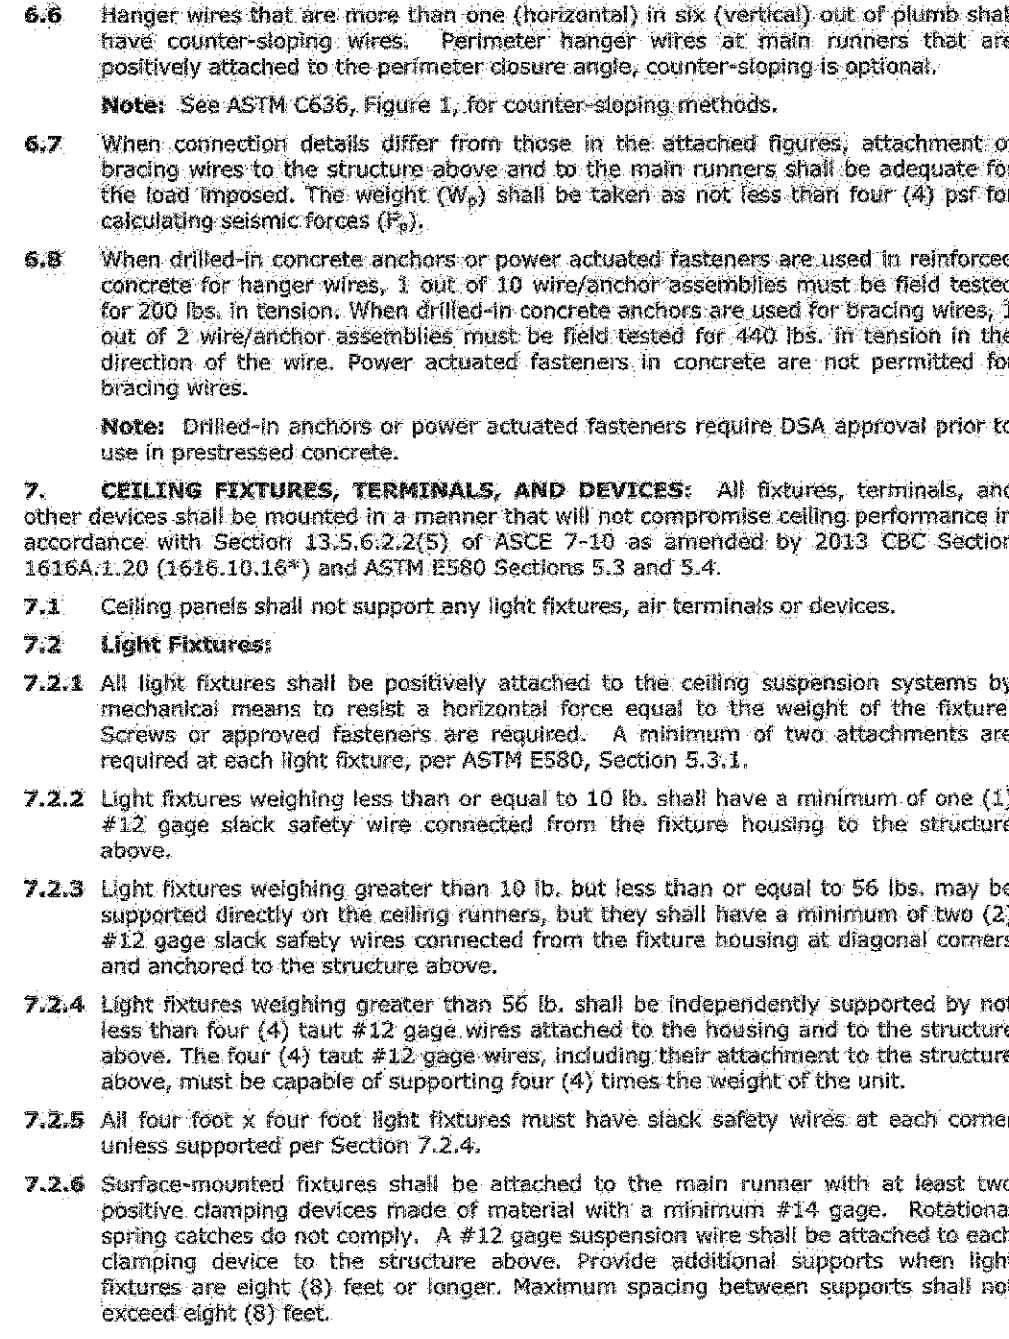 6.6 Hanger wires that are more than one (horizontal) in six (vertical) out of plumb shal
have counter-sloping wires. Perimeter hanger wires at main runners that are
positively attached to the perimeter closure angle, counter-sloping is optional.
Note: See ASTM C636, Figure 1, for counter-sloping methods.
6.7 When connection details differ from those in the attached figures, attachment o
bracing wires to the structure above and to the main runners shall be adequate fo
the load imposed. The weight (Wp) shall be taken as not less than four (4) psf fo
calculating seismic forces (Fp).
6.8 When drilled-in concrete anchors or power actuated fasteners are used in reinforced
concrete for hanger wires, 1 out of 10 wire/anchor assemblies must be field tested
for 200 lbs. in tension. When drilled-in concrete anchors are used for bracing wires, 1
out of 2 wire/anchor assemblies must be field tested for 440 lbs. in tension in the
direction of the wire. Power actuated fasteners in concrete are not permitted fo
bracing wires.
Note: Drilled-in anchors or power actuated fasteners require DSA approval prior to
use in prestressed concrete.
7. CEILING FIXTURES, TERMINALS, AND DEVICES: All fixtures, terminals, and
other devices shall be mounted in a manner that will not compromise ceiling performance in
accordance with Section 13.5.6.2.2(5) of ASCE 7-10 as amended by 2013 CBC Section
1616A.1.20 (1616.10.16*) and ASTM E580 Sections 5.3 and 5.4.
7.1 Ceiling panels shall not support any light fixtures, air terminals or devices.
7.2 Light Fixtures:
7.2.1 All light fixtures shall be positively attached to the ceiling suspension systems by
mechanical means to resist a horizontal force equal to the weight of the fixture
Screws or approved fasteners are required. A minimum of two attachments are
required at each light fixture, per ASTM E580, Section 5.3.1.
7.2.2 Light fixtures weighing less than or equal to 10 lb. shall have a minimum of one (1)
#12 gage slack safety wire connected from the fixture housing to the structure
above.
7.2.3 Light fixtures weighing greater than 10 lb. but less than or equal to 56 lbs. may be
supported directly on the ceiling runners, but they shall have a minimum of two (2)
#12 gage slack safety wires connected from the fixture housing at diagonal corners
and anchored to the structure above.
7.2.4 Light fixtures weighing greater than 56 lb. shall be independently supported by not
less than four (4) taut #12 gage wires attached to the housing and to the structure
above. The four (4) taut #12 gage wires, including their attachment to the structure
above, must be capable of supporting four (4) times the weight of the unit.
7.2.5 All four foot x four foot light fixtures must have slack safety wires at each corner
unless supported per Section 7.2.4.
7.2.6 Surface-mounted fixtures shall be attached to the main runner with at least two
positive clamping devices made of material with a minimum #14 gage. Rotationa
spring catches do not comply. A #12 gage suspension wire shall be attached to each
clamping device to the structure above. Provide additional supports when light
fixtures are eight (8) feet or longer. Maximum spacing between supports shall not
exceed eight (8) feet.